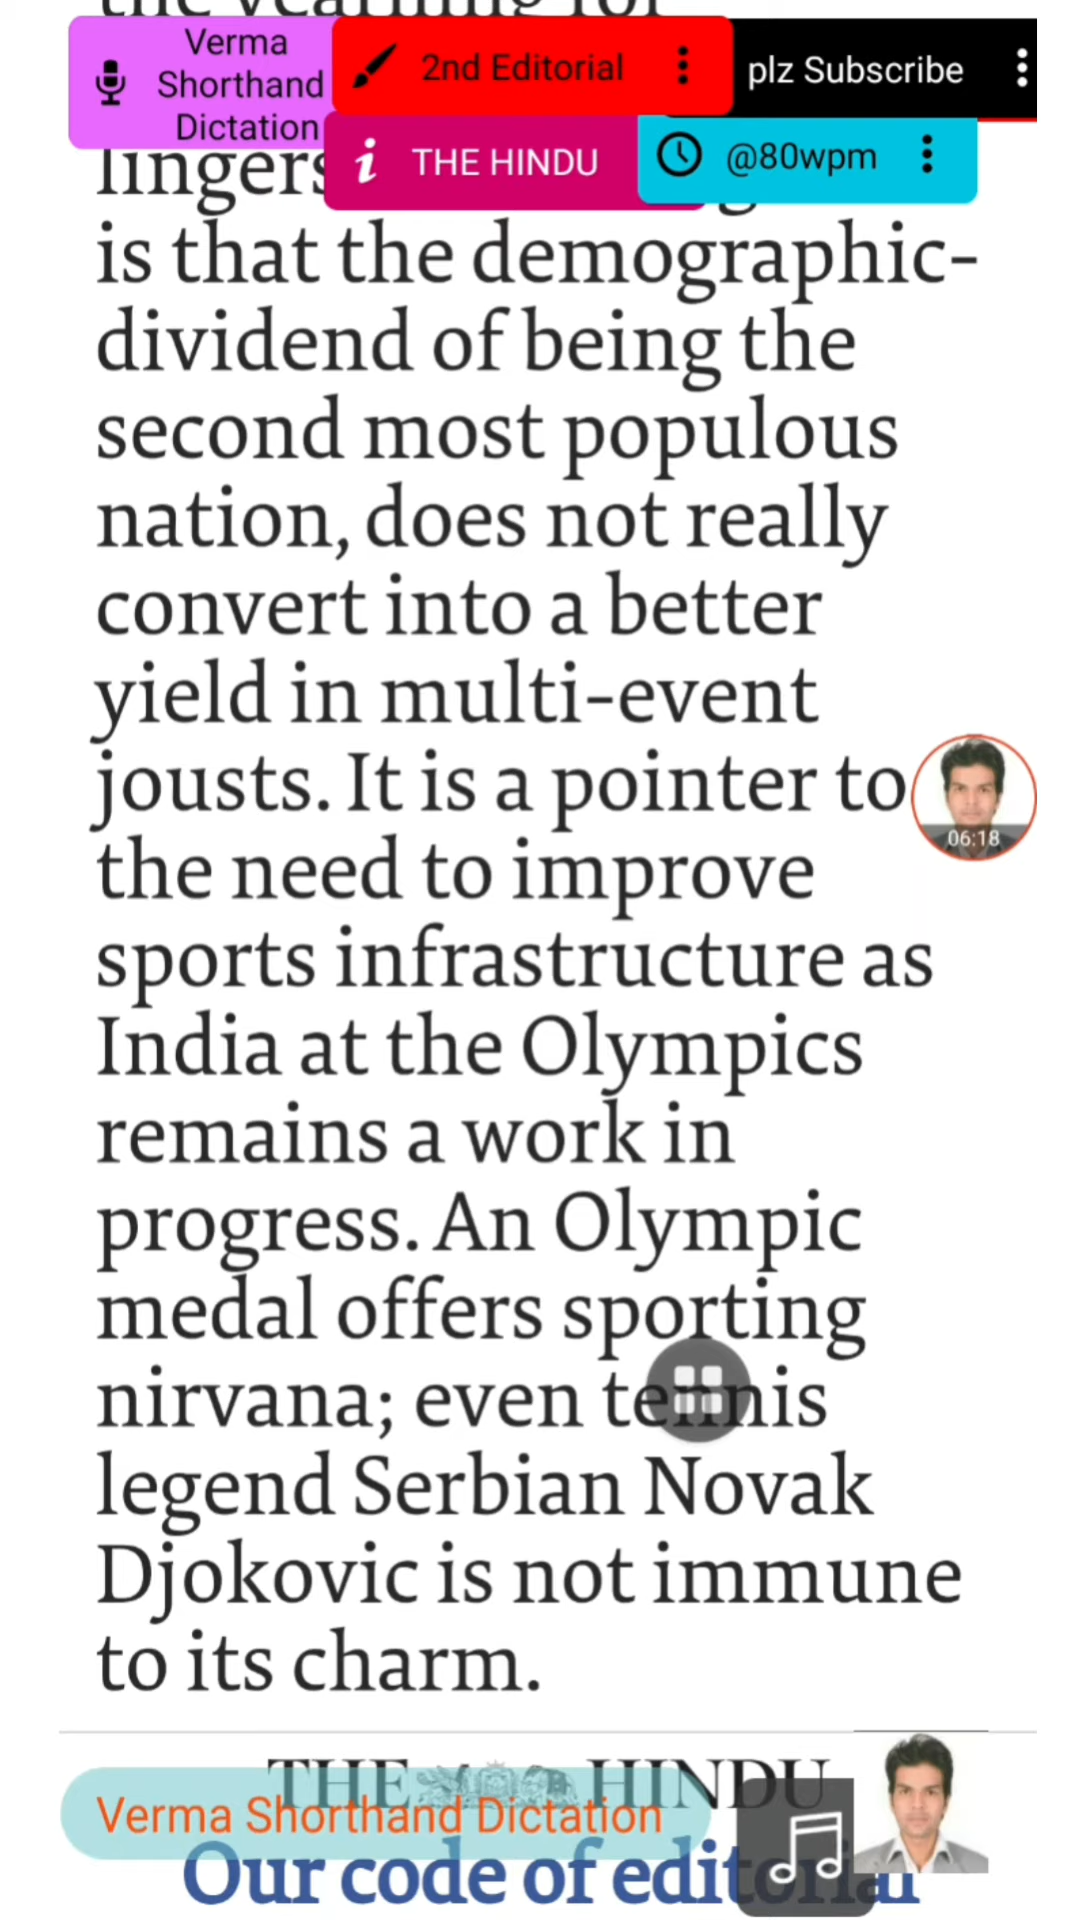 the yearning for
Verma
Shorthand
Dictation
2nd Editorial
plz Subscribe
THE HINDU
@80wpm
lingers
is that the demographic-
dividend of being the
second most populous
nation, does not really
convert into a better
yield in multi-event
jousts. It is a pointer to
06:18
the need to improve
sports infrastructure as
India at the Olympics
remains a work in
progress. An Olympic
medal offers sporting
nirvana; even tennis
legend Serbian Novak
Djokovic is not immune
to its charm.
THE HINDU
Verma Shorthand Dictation
Our code of editorial